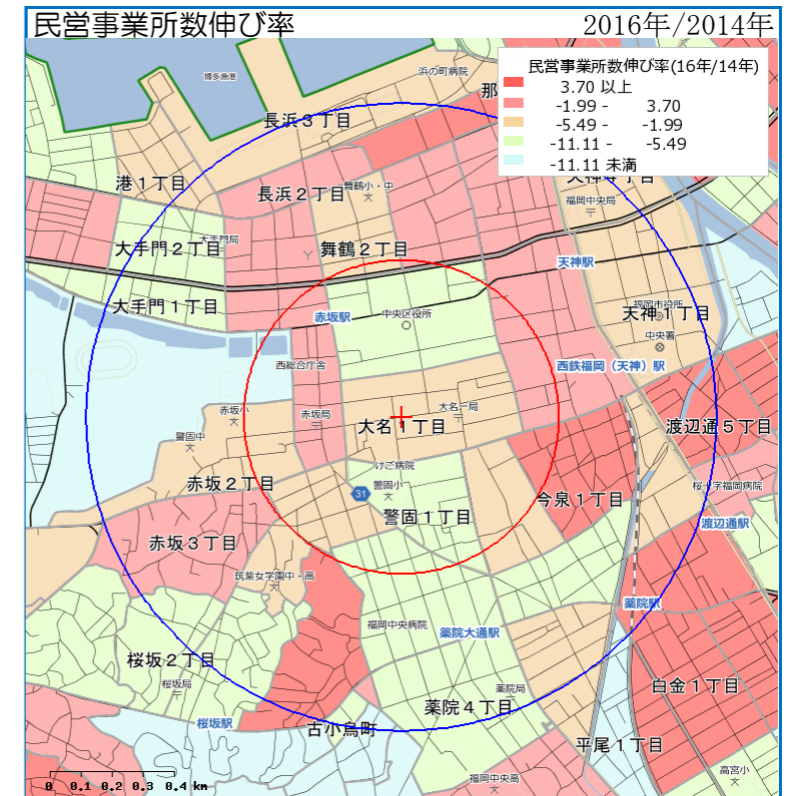 民営事業所数伸び率
2016年/2014年
民営事業所数伸び率(16年/14年)
3.70 以上
-1.99 - 3.70
-5.49 - -1.99
-11.11 - -5.49
-11.11 未満
博多漁港
浜の町病院
那
長浜3丁目
港1丁目
長浜2丁目
舞鶴小・中
福岡中央局
大手門2丁目
舞鶴2丁目
天神駅
大手門1丁目
赤坂駅
中央区役所
福岡市役所
天神1丁目
中央署
西総合庁舎
西鉄福岡（天神）駅
赤坂小
赤坂局
大名一局
大名1丁目
渡辺通5丁目
警固中
けご病院
赤坂2丁目
31
警固小
今泉1丁目
桜十字福岡病院
警固1丁目
渡辺通駅
赤坂3丁目
筑紫女学園中・高
薬院駅
福岡中央病院
薬院大通駅
桜坂2丁目
桜坂局
薬院局
白金1丁目
薬院4丁目
桜坂駅
古小烏町
平尾1丁目
高宮小
福岡中央高
0 0.1 0.2 0.3 0.4 km